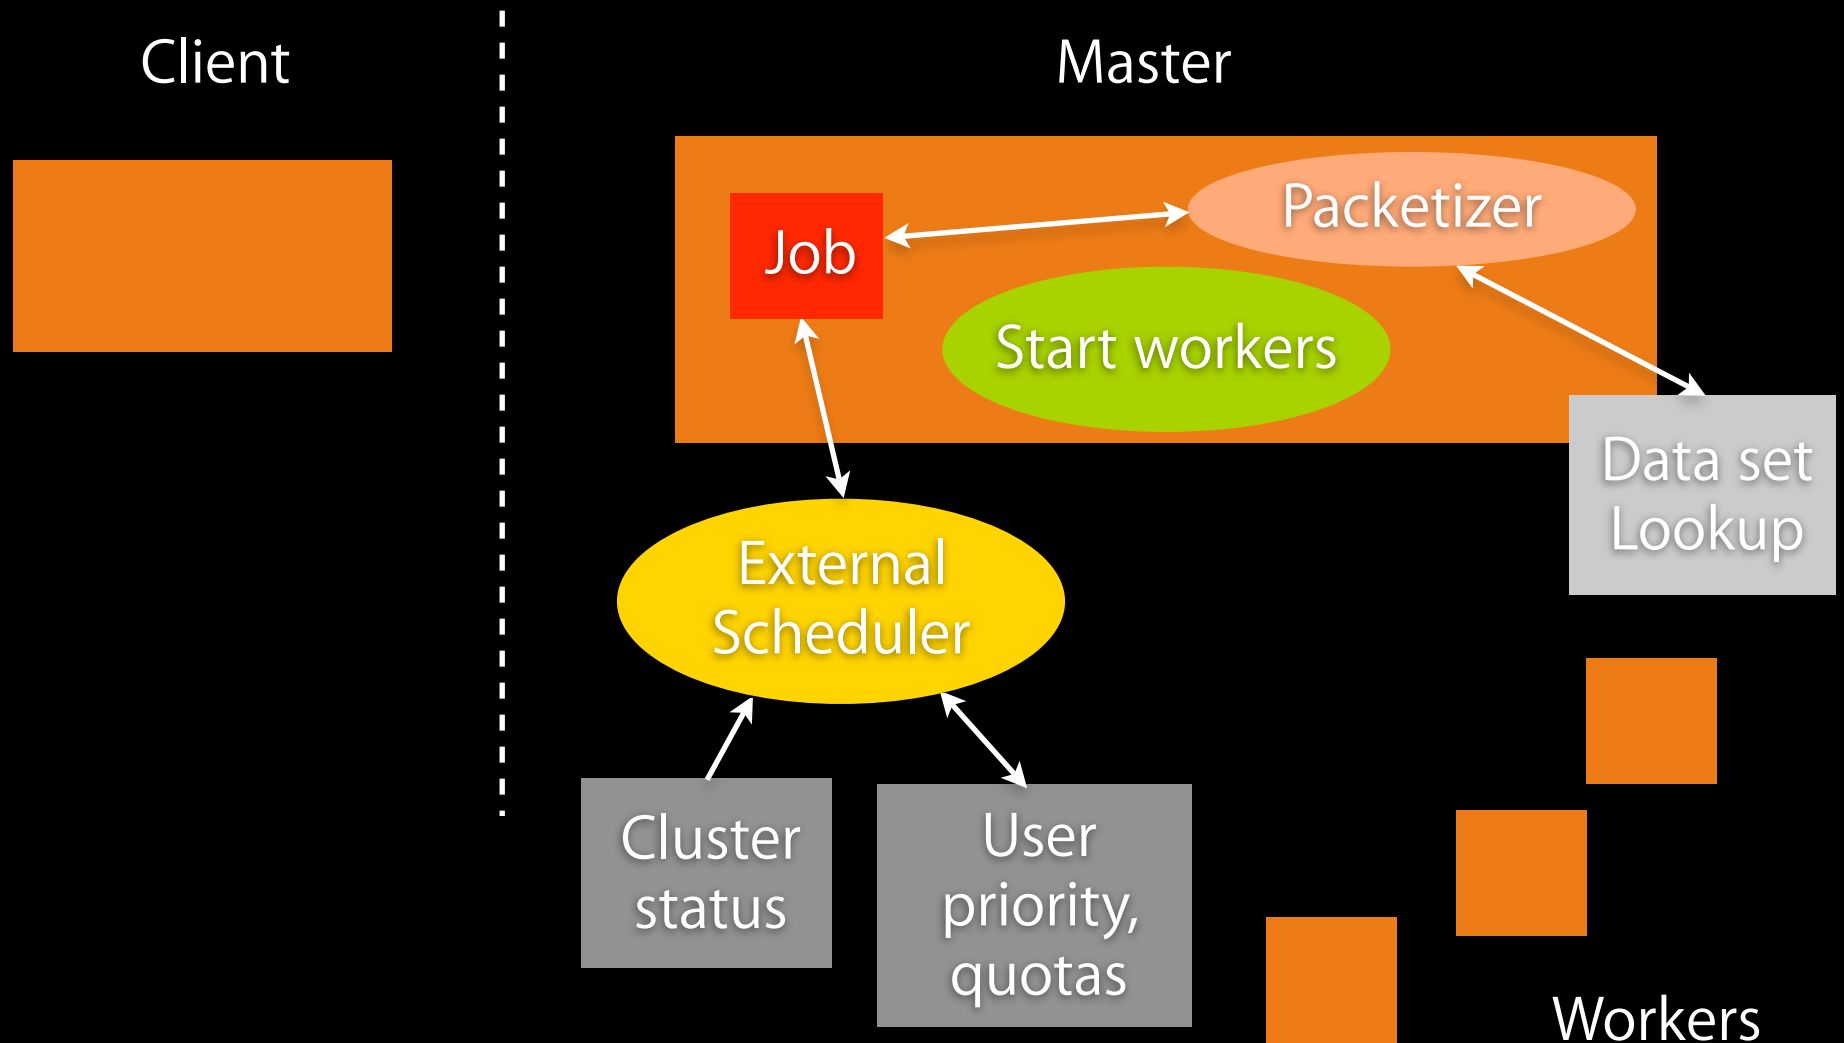 Client
Master
Packetizer
Job
Start workers
Data set
Lookup
External
Scheduler
Cluster
status
User
priority,
quotas
Workers